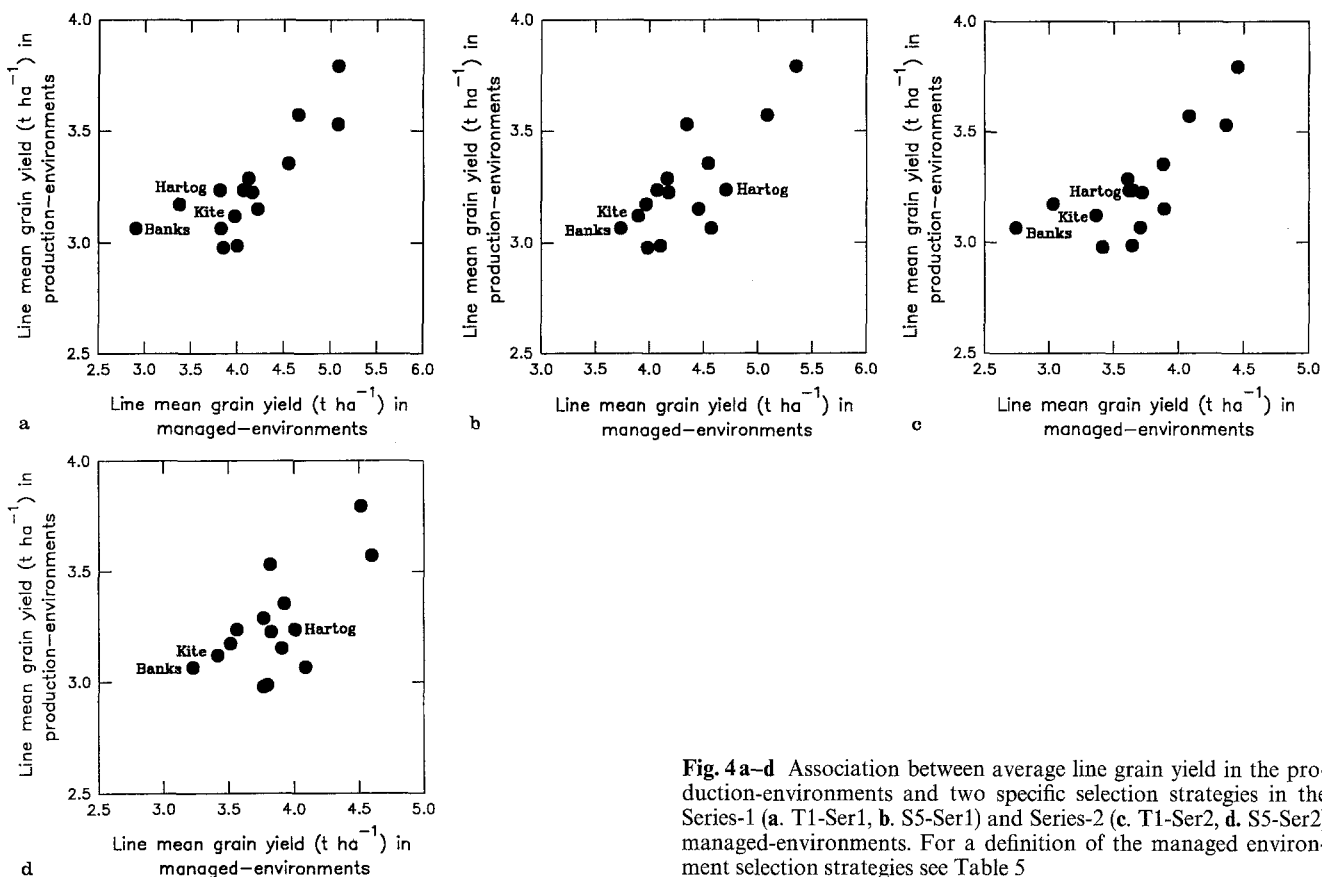 Line mean grain yield (t ha⁻¹) in
production−environments
4.0
3.5
3.0
2.5
Hartog
Kite
Banks
2.5 3.0 3.5 4.0 4.5 5.0 5.5 6.0
Line mean grain yield (t ha⁻¹) in
managed−environments
a
Line mean grain yield (t ha⁻¹) in
production−environments
4.0
3.5
3.0
2.5
Hartog
Kite
Banks
3.0 3.5 4.0 4.5 5.0 5.5 6.0
Line mean grain yield (t ha⁻¹) in
managed−environments
b
Line mean grain yield (t ha⁻¹) in
production−environments
4.0
3.5
3.0
2.5
Hartog
Kite
Banks
2.5 3.0 3.5 4.0 4.5 5.0
Line mean grain yield (t ha⁻¹) in
managed−environments
c
Line mean grain yield (t ha⁻¹) in
production−environments
4.0
3.5
3.0
2.5
Hartog
Kite
Banks
2.5 3.0 3.5 4.0 4.5 5.0
Line mean grain yield (t ha⁻¹) in
managed−environments
d
Fig. 4 a–d Association between average line grain yield in the pro-
duction-environments and two specific selection strategies in the
Series-1 (a. T1-Ser1, b. S5-Ser1) and Series-2 (c. T1-Ser2, d. S5-Ser2)
managed-environments. For a definition of the managed environ-
ment selection strategies see Table 5